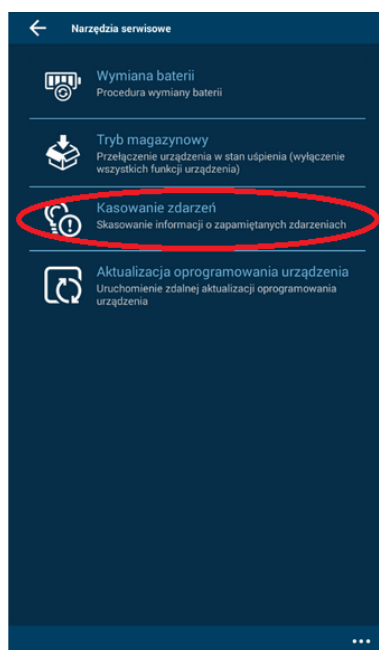 Narzędzia serwisowe
Wymiana baterii
Procedura wymiany baterii
Tryb magazynowy
Przełączenie urządzenia w stan uśpienia (wyłączenie
wszystkich funkcji urządzenia)
Kasowanie zdarzeń
Skasowanie informacji o zapamiętanych zdarzeniach
Aktualizacja oprogramowania urządzenia
Uruchomienie zdalnej aktualizacji oprogramowania
urządzenia